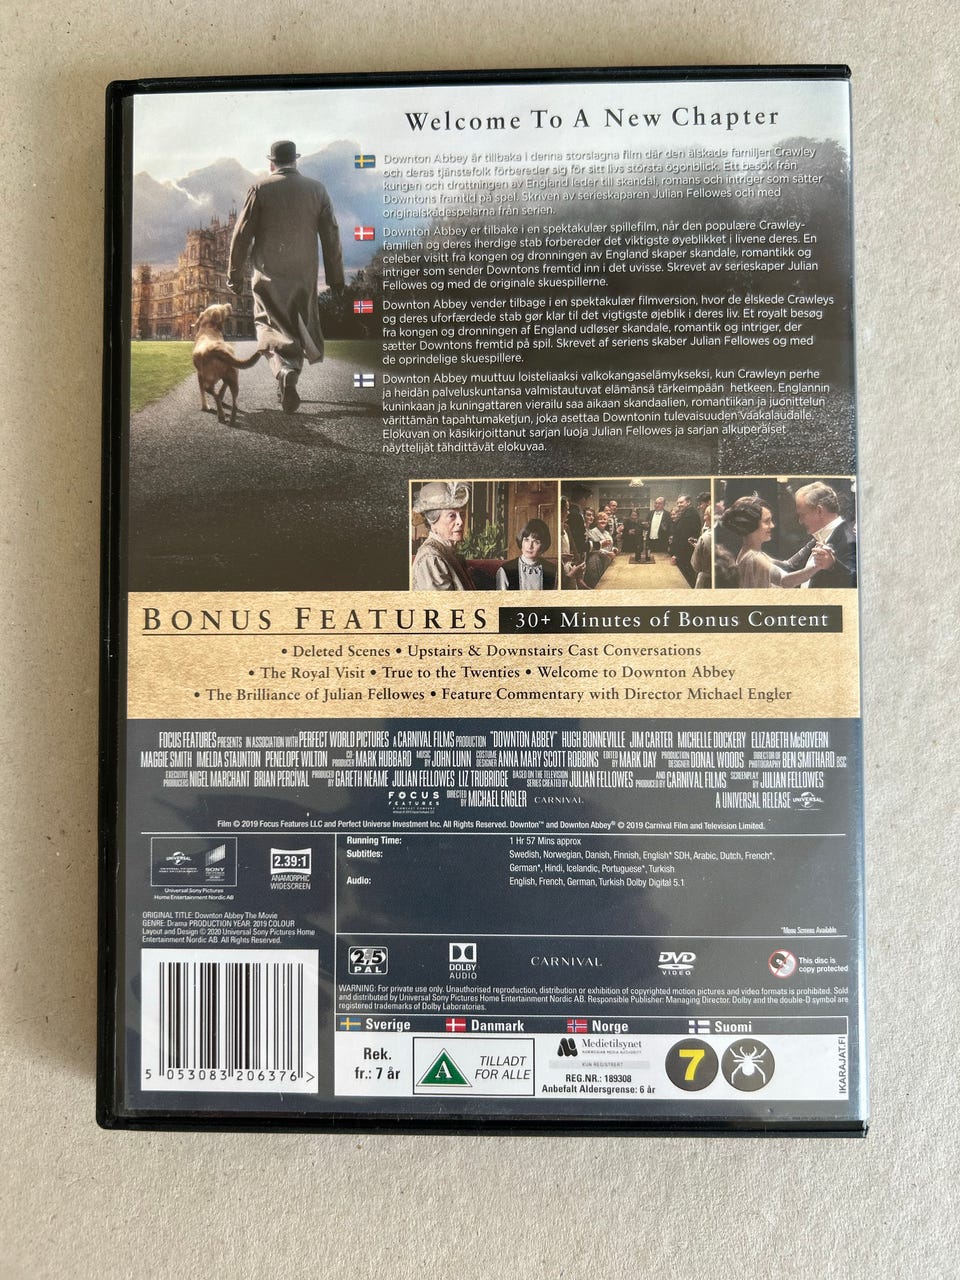 Welcome To A New Chapter
Downton Abbey är tillbaka i denna storslagna film där den älskade familjen Crawley
och deras tjänstefolk förbereder sig för sitt livs största ögonblick. Ett besök från
kungen och drottningen av England leder till skandal, romans och intriger som sätter
Downtons framtid på spel. Skriven av serieskaparen Julian Fellowes och med
originalskådespelarna från serien.
Downton Abbey er tilbake i en spektakulær spillefilm, når den populære Crawley-
familien og deres iherdige stab forbereder det viktigste øyeblikket i livene deres. En
celeber visitt fra kongen og dronningen av England skaper skandale, romantikk og
intriger som sender Downtons fremtid inn i det uvisse. Skrevet av serieskaper Julian
Fellowes og med de originale skuespillerne.
Downton Abbey vender tilbage i en spektakulær filmversion, hvor de elskede Crawleys
og deres uforfærdede stab gør klar til det vigtigste øjeblik i deres liv. Et royalt besøg
fra kongen og dronningen af England udløser skandale, romantik og intriger, der
sætter Downtons fremtid på spil. Skrevet af seriens skaber Julian Fellowes og med
de oprindelige skuespillere.
Downton Abbey muuttuu loisteliaaksi valkokangaselämykseksi, kun Crawleyn perhe
ja heidän palveluskuntansa valmistautuvat elämänsä tärkeimpään hetkeen. Englannin
kuninkaan ja kuningattaren vierailu saa aikaan skandaalien, romantiikan ja juonittelun
värittämän tapahtumaketjun, joka asettaa Downtonin tulevaisuuden vaakalaudalle.
Elokuvan on käsikirjoittanut sarjan luoja Julian Fellowes ja sarjan alkuperäiset
näyttelijät tähdittävät elokuvaa.
BONUS FEATURES 30+ Minutes of Bonus Content
• Deleted Scenes • Upstairs & Downstairs Cast Conversations
• The Royal Visit • True to the Twenties • Welcome to Downton Abbey
• The Brilliance of Julian Fellowes • Feature Commentary with Director Michael Engler
FOCUS FEATURES PRESENTS IN ASSOCIATION WITH PERFECT WORLD PICTURES A CARNIVAL FILMS PRODUCTION "DOWNTON ABBEY" HUGH BONNEVILLE JIM CARTER MICHELLE DOCKERY ELIZABETH McGOVERN
MAGGIE SMITH IMELDA STAUNTON PENELOPE WILTON CO-PRODUCER MARK HUBBARD MUSIC BY JOHN LUNN COSTUME DESIGNER ANNA MARY SCOTT ROBBINS EDITED BY MARK DAY PRODUCTION DESIGNER DONAL WOODS DIRECTOR OF PHOTOGRAPHY BEN SMITHARD BSC
EXECUTIVE PRODUCERS NIGEL MARCHANT BRIAN PERCIVAL PRODUCED BY GARETH NEAME JULIAN FELLOWES LIZ TRUBRIDGE BASED ON THE TELEVISION SERIES CREATED BY JULIAN FELLOWES AND PRODUCED BY CARNIVAL FILMS SCREENPLAY BY JULIAN FELLOWES
FOCUS FEATURES DIRECTED BY MICHAEL ENGLER CARNIVAL A UNIVERSAL RELEASE UNIVERSAL
Film © 2019 Focus Features LLC and Perfect Universe Investment Inc. All Rights Reserved. Downton™ and Downton Abbey® © 2019 Carnival Film and Television Limited.
UNIVERSAL SONY
Universal Sony Pictures
Home Entertainment Nordic AB
2.39:1
ANAMORPHIC
WIDESCREEN
Running Time: 1 Hr 57 Mins approx
Subtitles: Swedish, Norwegian, Danish, Finnish, English* SDH, Arabic, Dutch, French*,
German*, Hindi, Icelandic, Portuguese*, Turkish
Audio: English, French, German, Turkish Dolby Digital 5.1
*Menu Screens Available
ORIGINAL TITLE: Downton Abbey The Movie
GENRE: Drama PRODUCTION YEAR: 2019 COLOUR
Layout and Design © 2020 Universal Sony Pictures Home
Entertainment Nordic AB. All Rights Reserved.
2,5
PAL
DOLBY
AUDIO
CARNIVAL
DVD
VIDEO
This disc is
copy protected
WARNING: For private use only. Unauthorised reproduction, distribution or exhibition of copyrighted motion pictures and video formats is prohibited. Sold
and distributed by Universal Sony Pictures Home Entertainment Nordic AB. Responsible Publisher: Managing Director. Dolby and the double-D symbol are
registered trademarks of Dolby Laboratories.
Sverige Danmark Norge Suomi
Rek.
fr.: 7 år
A
TILLADT
FOR ALLE
Medietilsynet
NORWEGIAN MEDIA AUTHORITY
KUN REGISTRERT
REG.NR.: 189308
Anbefalt Aldersgrense: 6 år
7
IKARAJAT.FI
5 053083 206376 >